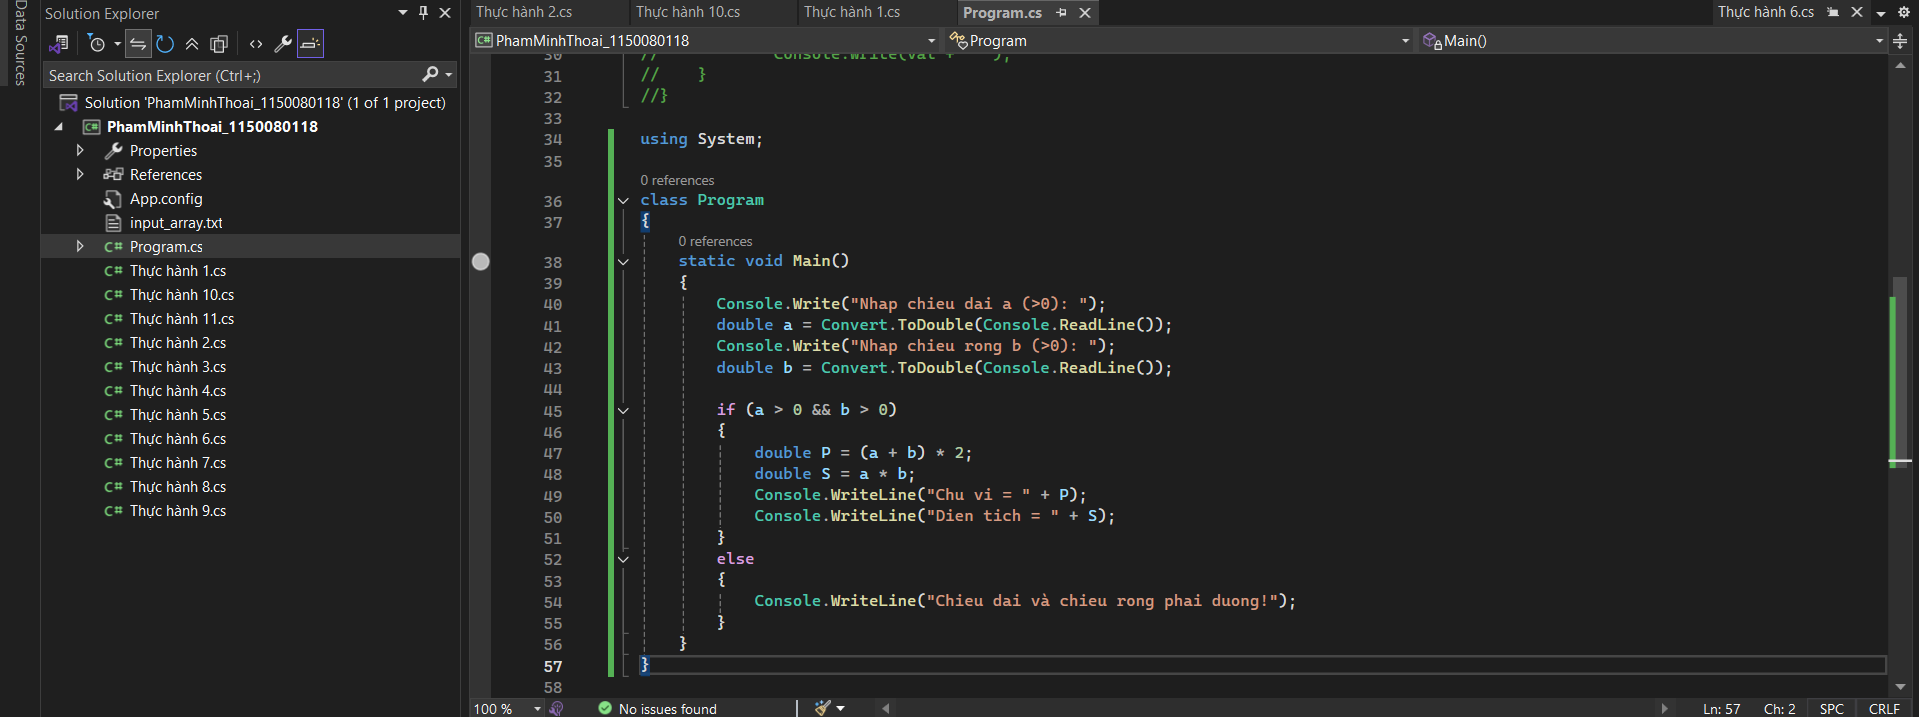 Data Sources
Solution Explorer
Search Solution Explorer (Ctrl+;)
Solution 'PhamMinhThoai_1150080118' (1 of 1 project)
PhamMinhThoai_1150080118
Properties
References
App.config
input_array.txt
C# Program.cs
C# Thực hành 1.cs
C# Thực hành 10.cs
C# Thực hành 11.cs
C# Thực hành 2.cs
C# Thực hành 3.cs
C# Thực hành 4.cs
C# Thực hành 5.cs
C# Thực hành 6.cs
C# Thực hành 7.cs
C# Thực hành 8.cs
C# Thực hành 9.cs
Thực hành 2.cs Thực hành 10.cs Thực hành 1.cs Program.cs Thực hành 6.cs
C# PhamMinhThoai_1150080118 Program Main()
30 // Console.Write(val + " ");
31 // }
32 //}
33
34 using System;
35
0 references
36 class Program
37 {
0 references
38 static void Main()
39 {
40 Console.Write("Nhap chieu dai a (>0): ");
41 double a = Convert.ToDouble(Console.ReadLine());
42 Console.Write("Nhap chieu rong b (>0): ");
43 double b = Convert.ToDouble(Console.ReadLine());
44
45 if (a > 0 && b > 0)
46 {
47 double P = (a + b) * 2;
48 double S = a * b;
49 Console.WriteLine("Chu vi = " + P);
50 Console.WriteLine("Dien tich = " + S);
51 }
52 else
53 {
54 Console.WriteLine("Chieu dai và chieu rong phai duong!");
55 }
56 }
57 }
58
100 % No issues found Ln: 57 Ch: 2 SPC CRLF